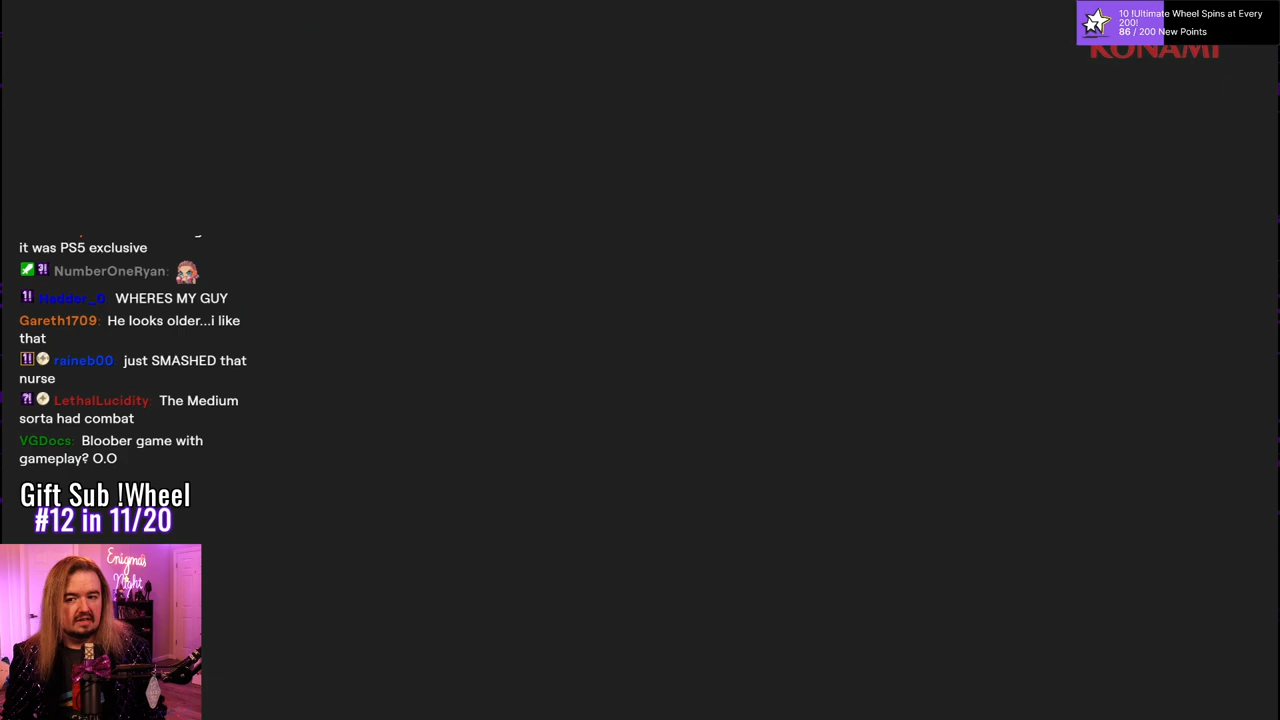 10 !Ultimate Wheel Spins at Every
200!
86 / 200 New Points
KONAMI
it was PS5 exclusive
NumberOneRyan:
Hadder_G: WHERES MY GUY
Gareth1709: He looks older...i like
that
raineb00: just SMASHED that
nurse
LethalLucidity: The Medium
sorta had combat
VGDocs: Bloober game with
gameplay? O.O
Gift Sub !Wheel
#12 in 11/20
Enigma's
Night